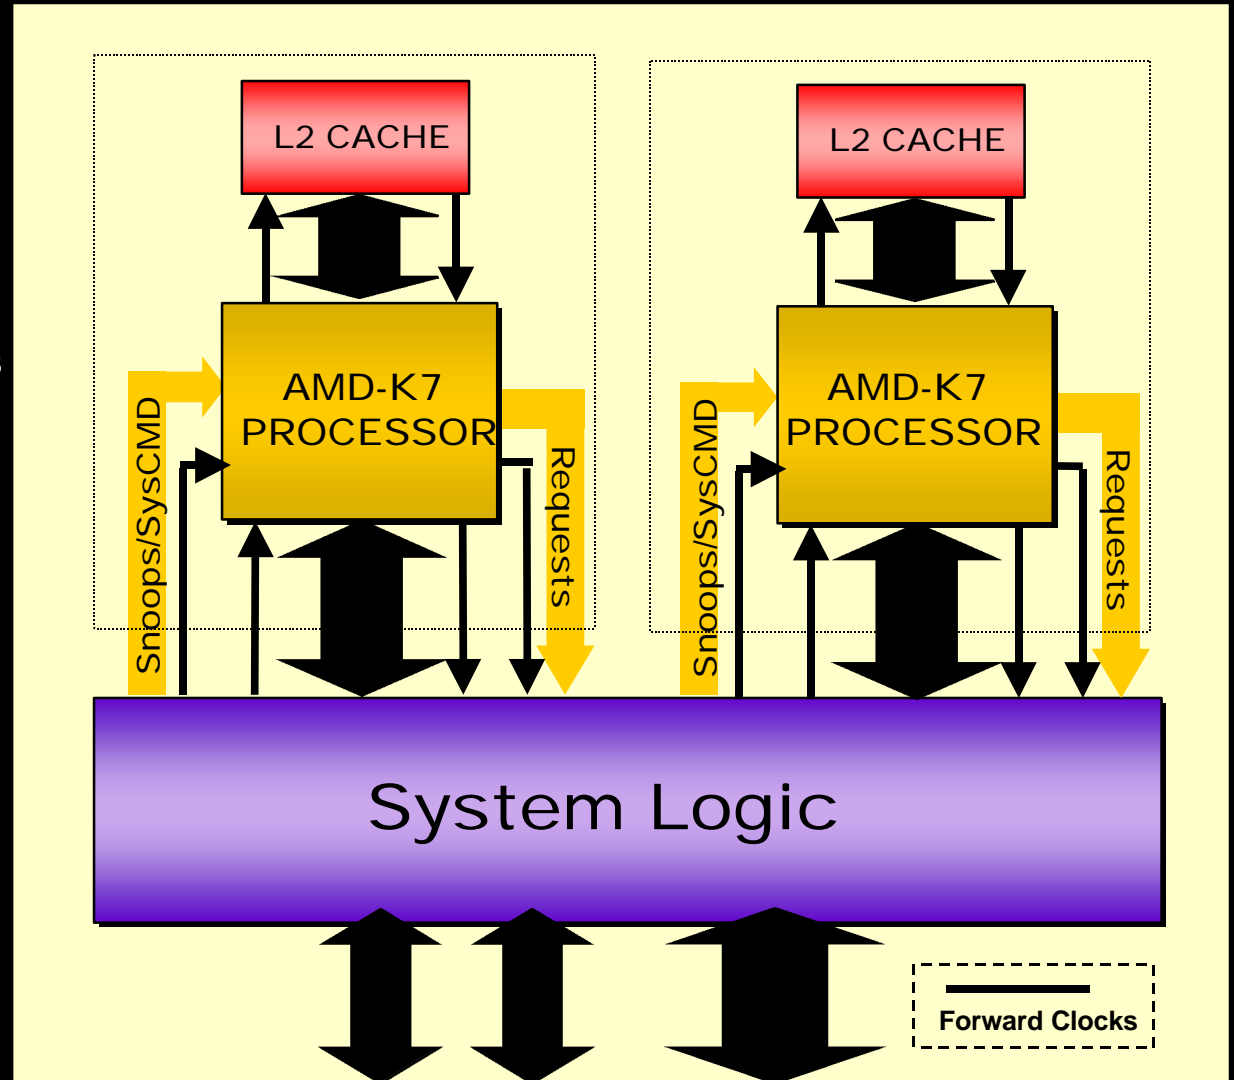 L2 CACHE
L2 CACHE
AMD-K7
PROCESSOR
AMD-K7
PROCESSOR
Snoops/SysCMD
Requests
Snoops/SysCMD
Requests
System Logic
Forward Clocks